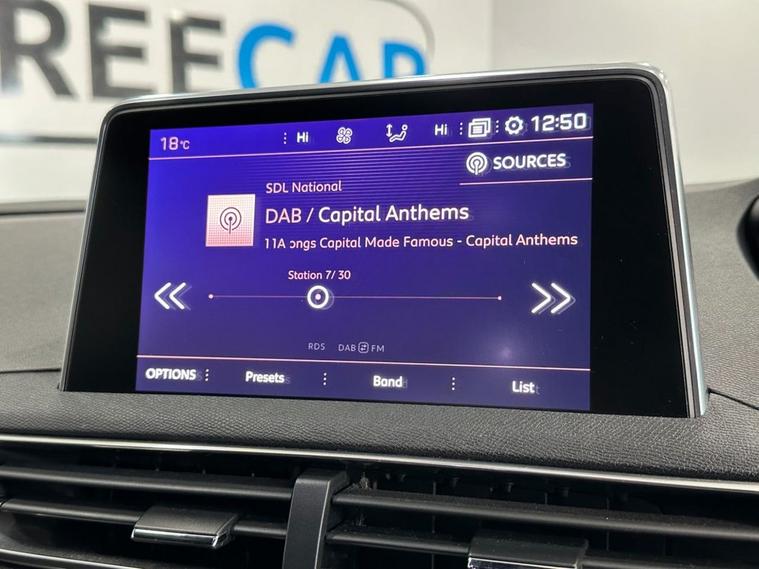 REFCAR
18°C
Hi
Hi
12:50
SOURCES
SDL National
DAB / Capital Anthems
11A ongs Capital Made Famous - Capital Anthems
Station 7/ 30
RDS DAB FM
OPTIONS
Presets
Band
List